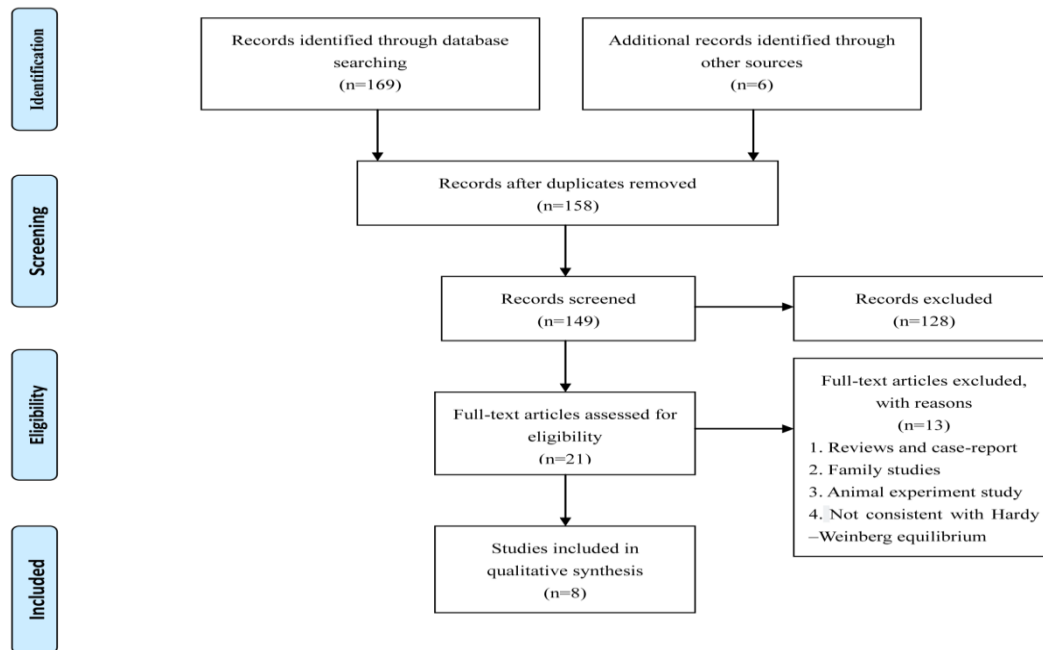 Identification
Records identified through database
searching
(n=169)
Additional records identified through
other sources
(n=6)
Screening
Records after duplicates removed
(n=158)
Records screened
(n=149)
Records excluded
(n=128)
Eligibility
Full-text articles assessed for
eligibility
(n=21)
Full-text articles excluded,
with reasons
(n=13)
1. Reviews and case-report
2. Family studies
3. Animal experiment study
4. Not consistent with Hardy
–Weinberg equilibrium
Included
Studies included in
qualitative synthesis
(n=8)